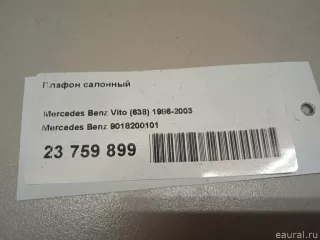 Плафон салонный
Mercedes Benz Vito (638) 1996-2003
Mercedes Benz 9018200101
23 759 899
© eaural.ru